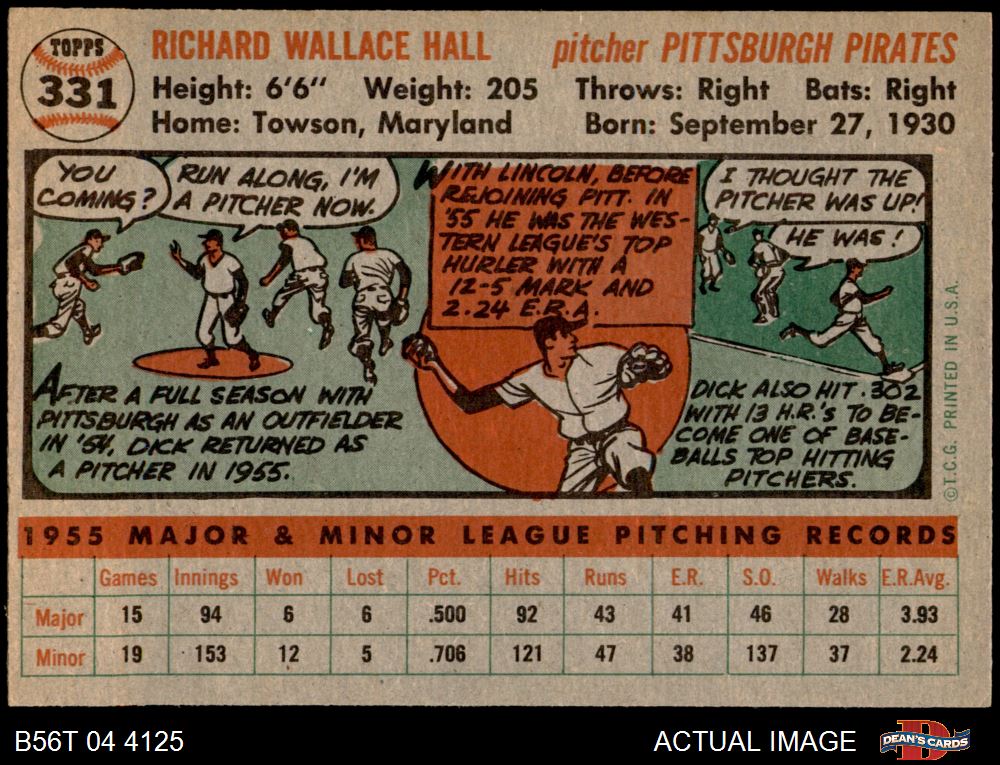 TOPPS
331
RICHARD WALLACE HALL pitcher PITTSBURGH PIRATES
Height: 6'6" Weight: 205 Throws: Right Bats: Right
Home: Towson, Maryland Born: September 27, 1930
YOU
COMING?
RUN ALONG, I'M
A PITCHER NOW.
AFTER A FULL SEASON WITH
PITTSBURGH AS AN OUTFIELDER
IN '54, DICK RETURNED AS
A PITCHER IN 1955.
WITH LINCOLN, BEFORE
REJOINING PITT. IN
'55 HE WAS THE WES-
TERN LEAGUE'S TOP
HURLER WITH A
12-5 MARK AND
2.24 E.R.A.
I THOUGHT THE
PITCHER WAS UP!
HE WAS!
DICK ALSO HIT .302
WITH 13 H.R.'S TO BE-
COME ONE OF BASE-
BALLS TOP HITTING
PITCHERS.
©T.C.G. PRINTED IN U.S.A.
1955 MAJOR & MINOR LEAGUE PITCHING RECORDS
Games Innings Won Lost Pct. Hits Runs E.R. S.O. Walks E.R.Avg.
Major 15 94 6 6 .500 92 43 41 46 28 3.93
Minor 19 153 12 5 .706 121 47 38 137 37 2.24
B56T 04 4125 ACTUAL IMAGE DEAN'S CARDS